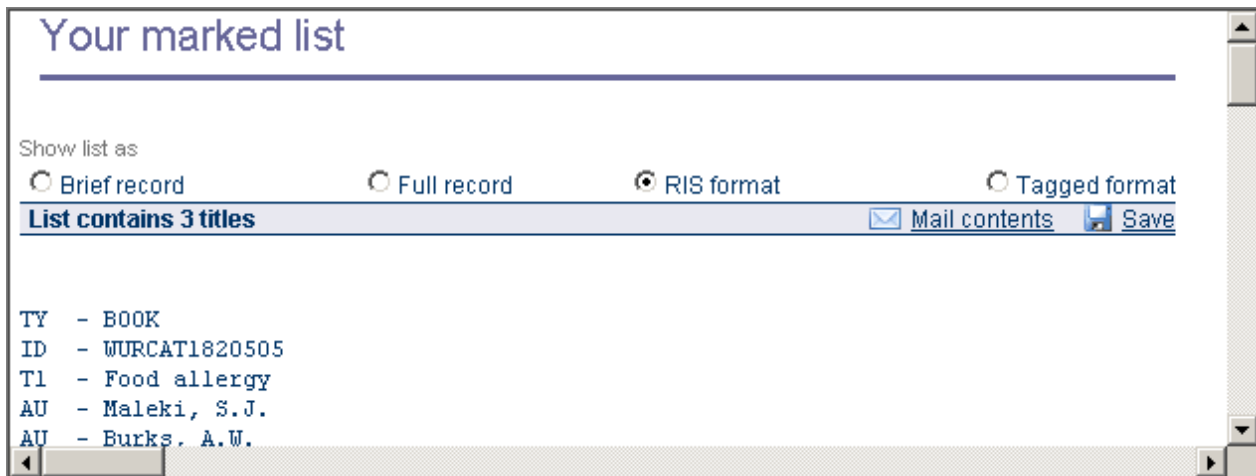 Your marked list
Show list as
Brief record Full record RIS format Tagged format
List contains 3 titles Mail contents Save
TY  - BOOK
ID  - WURCAT1820505
T1  - Food allergy
AU  - Maleki, S.J.
AU  - Burks, A.W.